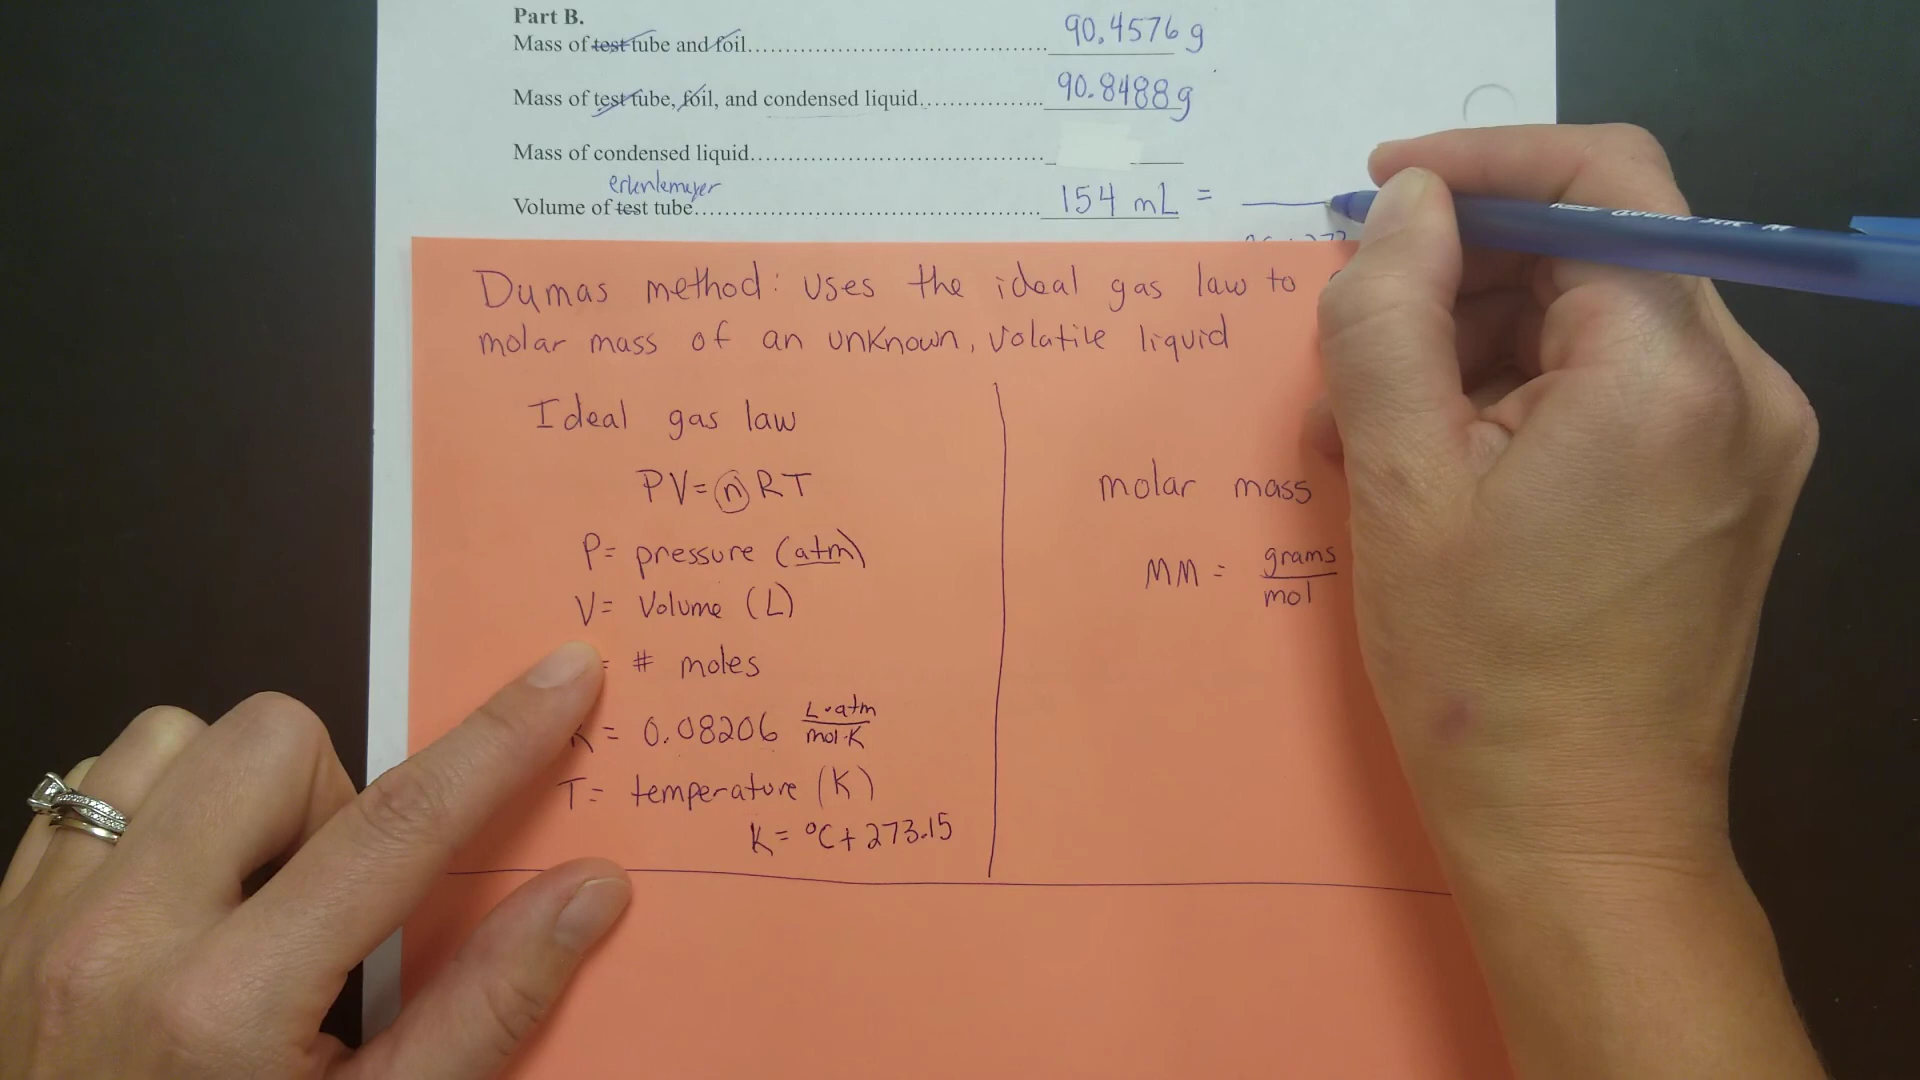 Part B.
Mass of test tube and foil............................................ 90.4576 g
Mass of test tube, foil, and condensed liquid................. 90.8488 g
Mass of condensed liquid...........................................
erlenlemeyer
Volume of test tube.................................................. 154 mL =
Dumas method: uses the ideal gas law to
molar mass of an unknown, volatile liquid
Ideal gas law
PV=nRT
P= pressure (atm)
V= Volume (L)
= # moles
R = 0.08206 L·atm
mol·K
T= temperature (K)
K= °C+ 273.15
molar mass
MM = grams
mol